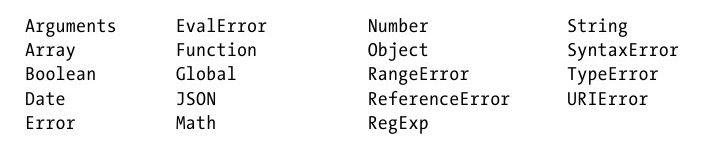 Arguments EvalError Number String
Array Function Object SyntaxError
Boolean Global RangeError TypeError
Date JSON ReferenceError URIError
Error Math RegExp